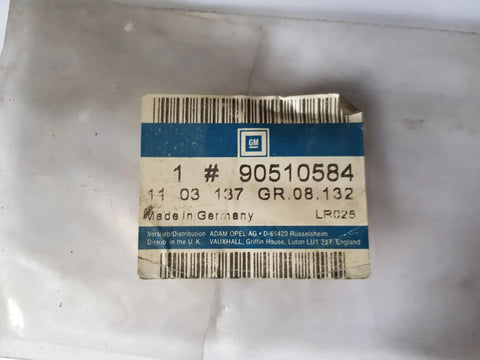 GM
1 # 90510584
11 03 137 GR.08.132
Made in Germany LR025
Vertrieb/Distribution ADAM OPEL AG • D-65423 Rüsselsheim
Distrib. in the U.K. VAUXHALL, Griffin House, Luton LU1 3YT, England